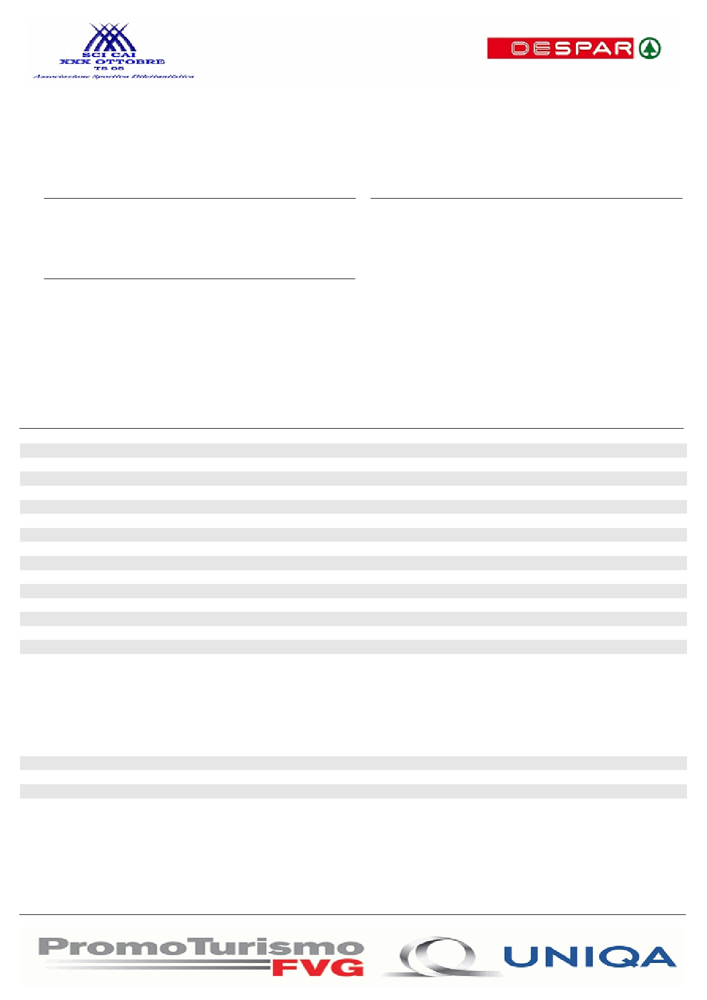 SCI CAI
XXX OTTOBRE
TS 05
Associazione Sportiva Dilettantistica
DESPAR
PromoTurismo
FVG
UNIQA